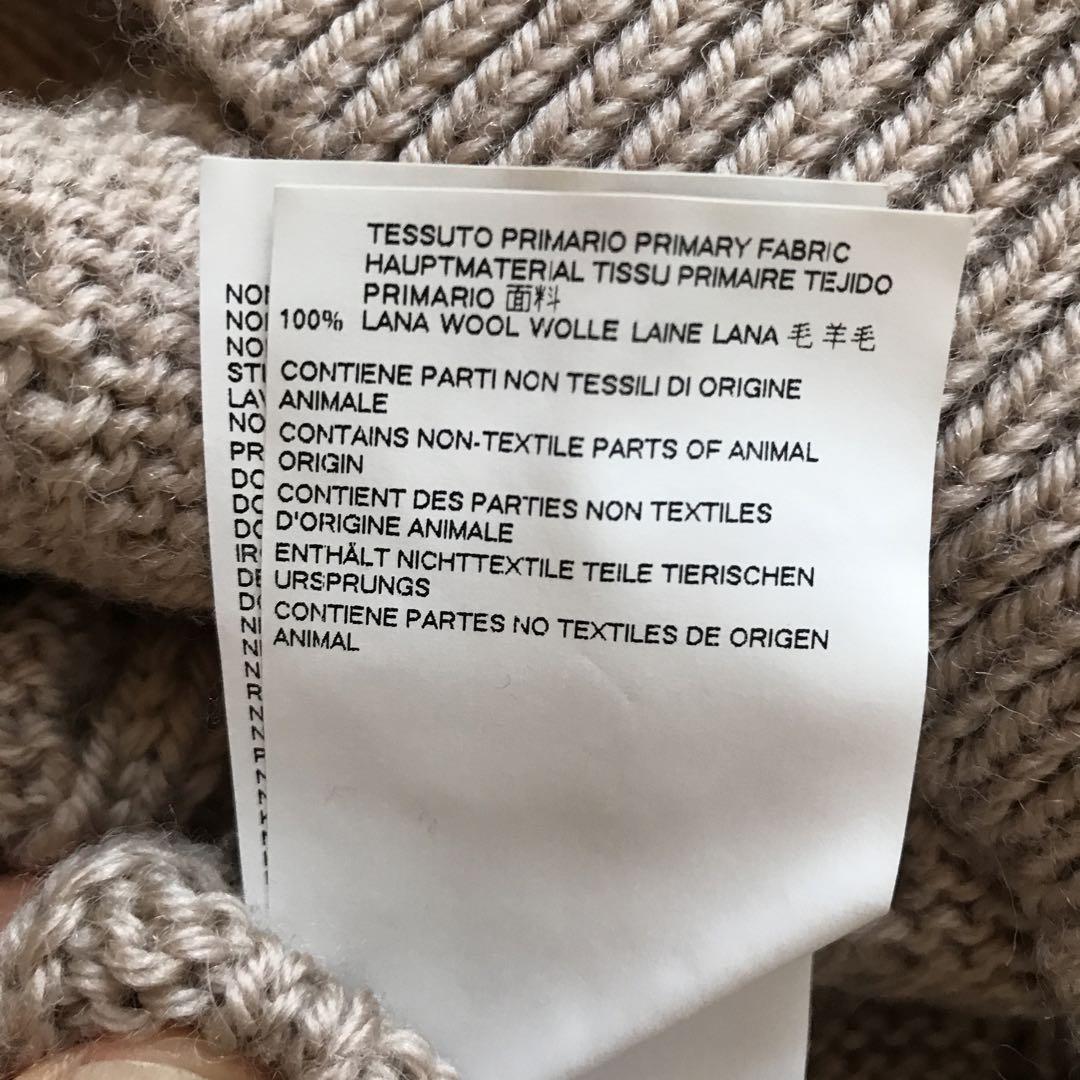 TESSUTO PRIMARIO PRIMARY FABRIC
HAUPTMATERIAL TISSU PRIMAIRE TEJIDO
PRIMARIO 面料
100% LANA WOOL WOLLE LAINE LANA 毛 羊毛
CONTIENE PARTI NON TESSILI DI ORIGINE
ANIMALE
CONTAINS NON-TEXTILE PARTS OF ANIMAL
ORIGIN
CONTIENT DES PARTIES NON TEXTILES
D'ORIGINE ANIMALE
ENTHÄLT NICHTTEXTILE TEILE TIERISCHEN
URSPRUNGS
CONTIENE PARTES NO TEXTILES DE ORIGEN
ANIMAL